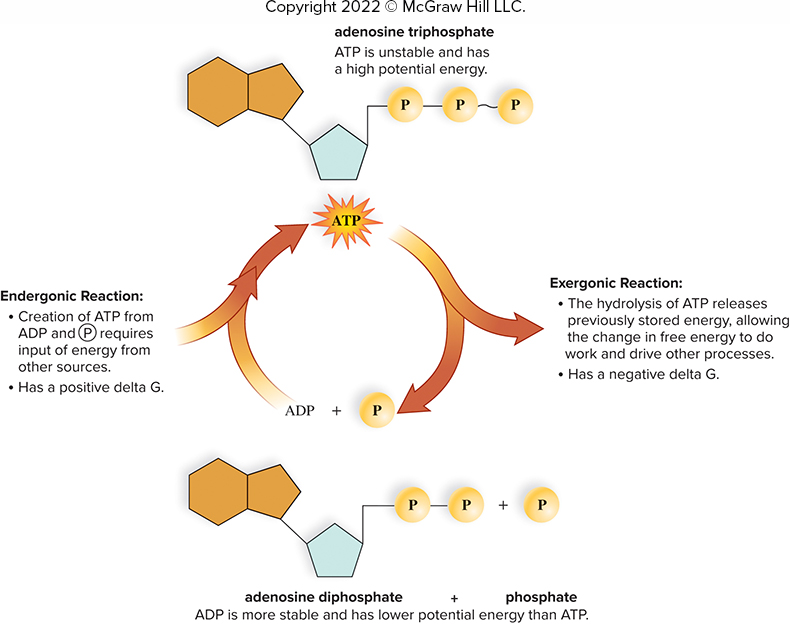 Copyright 2022 © McGraw Hill LLC.
adenosine triphosphate
ATP is unstable and has
a high potential energy.
P P P
ATP
Endergonic Reaction:
• Creation of ATP from
ADP and P requires
input of energy from
other sources.
• Has a positive delta G.
Exergonic Reaction:
• The hydrolysis of ATP releases
previously stored energy, allowing
the change in free energy to do
work and drive other processes.
• Has a negative delta G.
ADP + P
P P + P
adenosine diphosphate + phosphate
ADP is more stable and has lower potential energy than ATP.